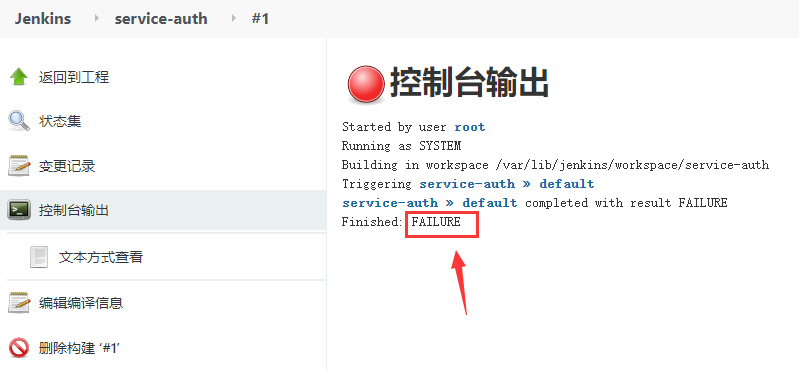 Jenkins service-auth #1
返回到工程
状态集
变更记录
控制台输出
文本方式查看
编辑编译信息
删除构建 ‘#1’
控制台输出
Started by user root
Running as SYSTEM
Building in workspace /var/lib/jenkins/workspace/service-auth
Triggering service-auth » default
service-auth » default completed with result FAILURE
Finished: FAILURE